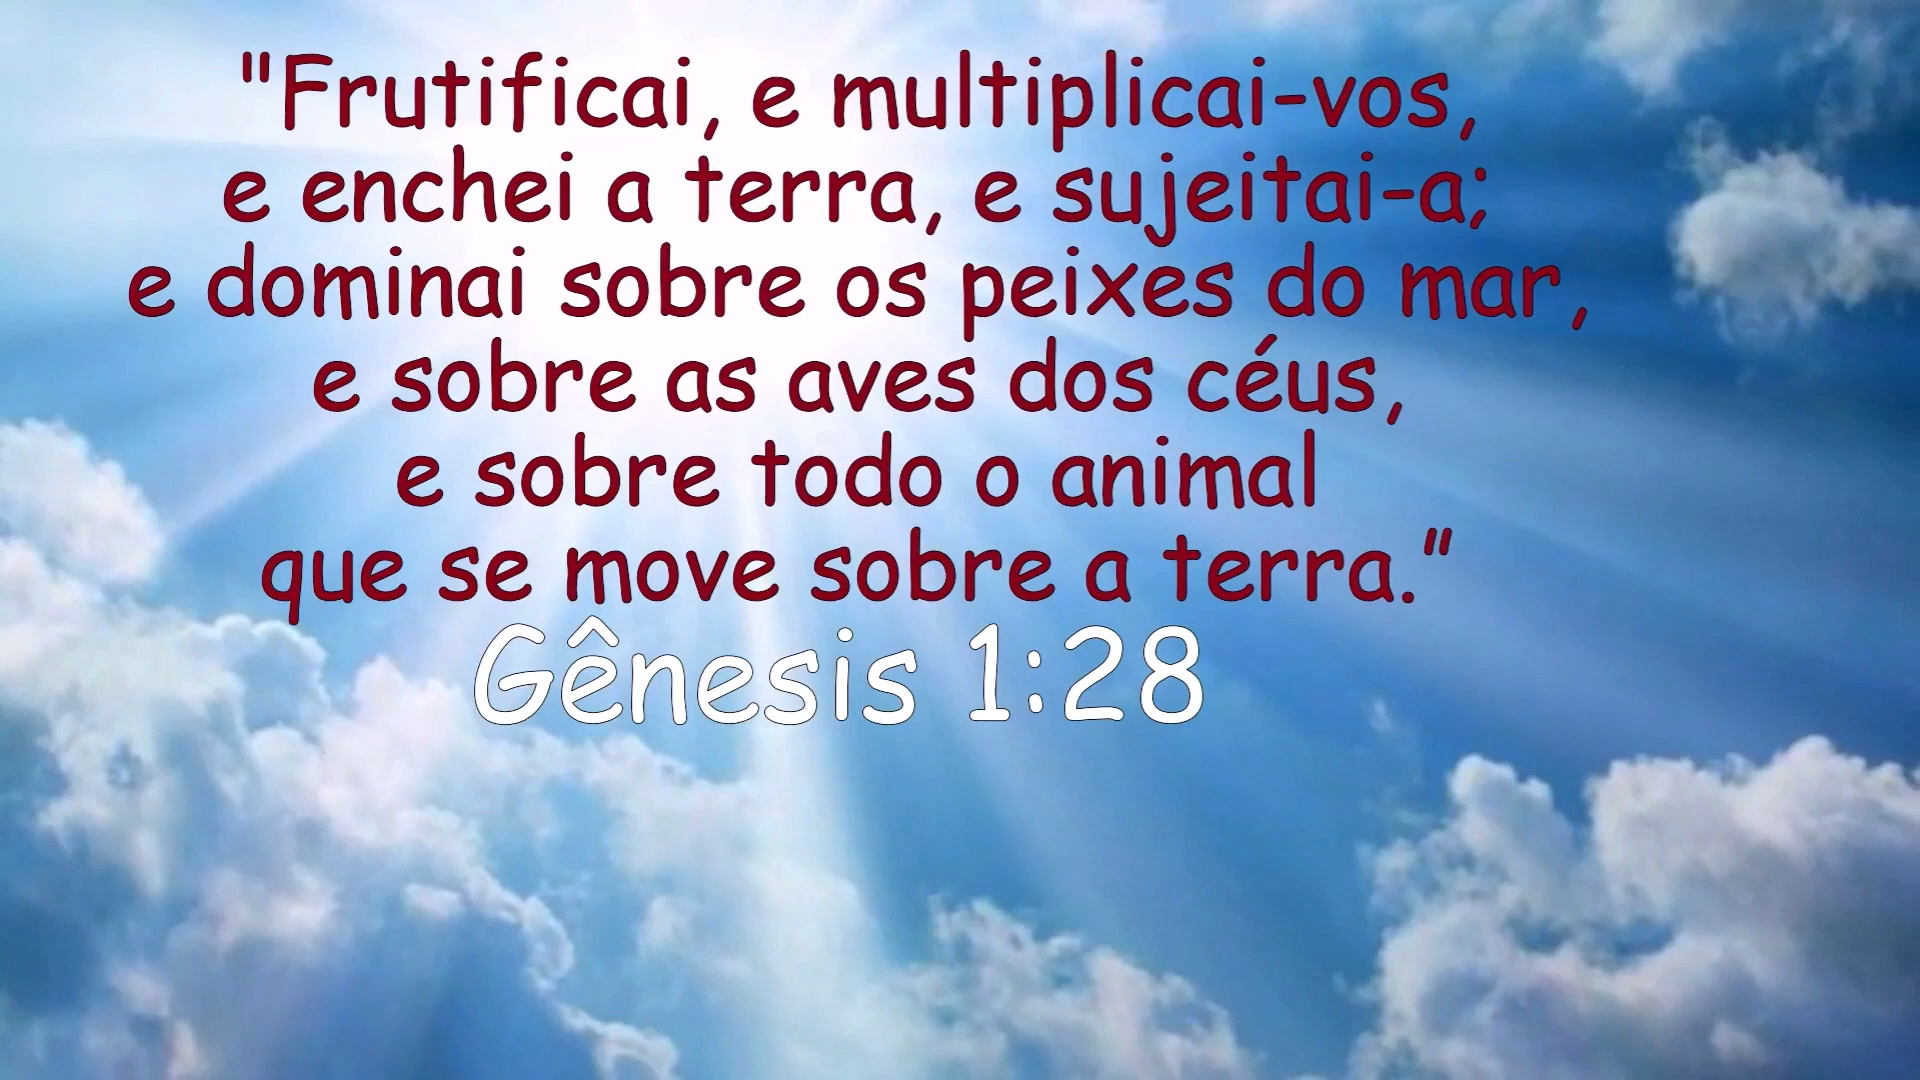 "Frutificai, e multiplicai-vos,
e enchei a terra, e sujeitai-a;
e dominai sobre os peixes do mar,
e sobre as aves dos céus,
e sobre todo o animal
que se move sobre a terra.”
Gênesis 1:28